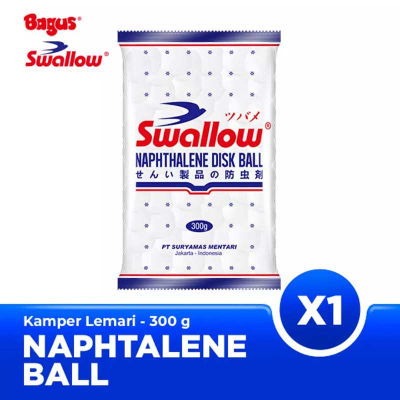 Bagus®
Swallow®
ツバメ
Swallow®
NAPHTHALENE DISK BALL
せんい製品の防虫剤
300g
PT SURYAMAS MENTARI
Jakarta - Indonesia
Kamper Lemari - 300 g
X1
NAPHTALENE
BALL